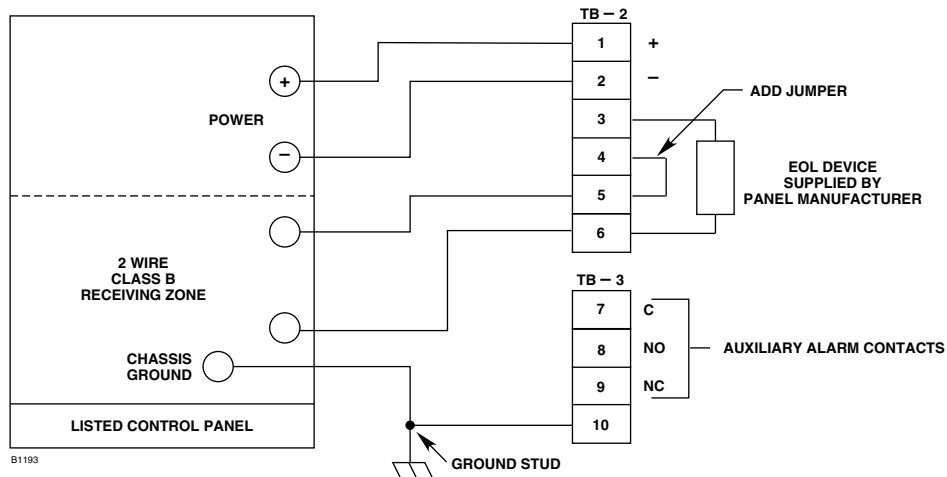 TB – 2
1
+
2
–
3
4
5
6
+
POWER
–
ADD JUMPER
EOL DEVICE
SUPPLIED BY
PANEL MANUFACTURER
2 WIRE
CLASS B
RECEIVING ZONE
TB – 3
7
C
8
NO
9
NC
10
AUXILIARY ALARM CONTACTS
CHASSIS
GROUND
LISTED CONTROL PANEL
GROUND STUD
B1193